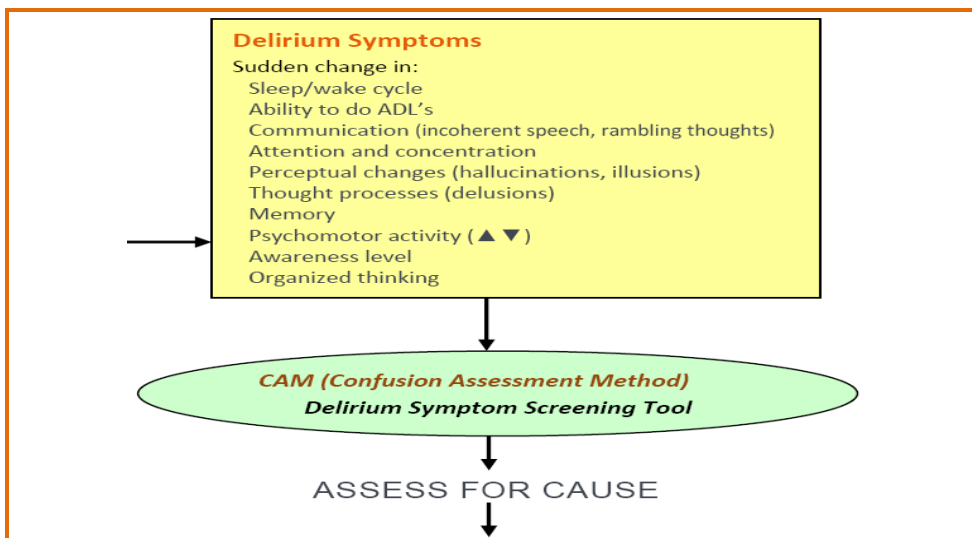 Delirium Symptoms
Sudden change in:
Sleep/wake cycle
Ability to do ADL's
Communication (incoherent speech, rambling thoughts)
Attention and concentration
Perceptual changes (hallucinations, illusions)
Thought processes (delusions)
Memory
Psychomotor activity (▲ ▼)
Awareness level
Organized thinking
CAM (Confusion Assessment Method)
Delirium Symptom Screening Tool
ASSESS FOR CAUSE